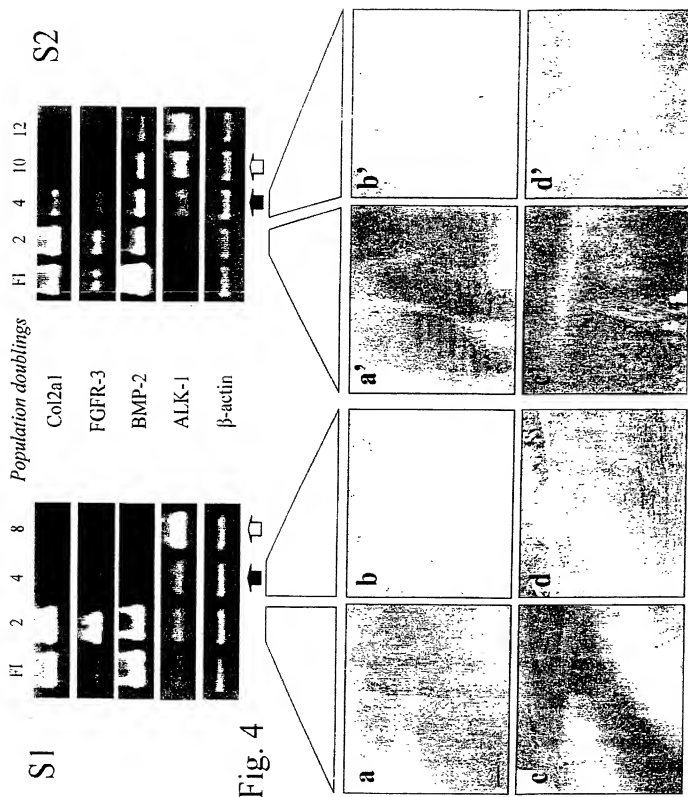 S1
FI 2 4 8
Population doublings
FI 2 4 10 12
S2
Col2a1
FGFR-3
BMP-2
ALK-1
β-actin
Fig. 4
a
b
a'
b'
c
d
c'
d'